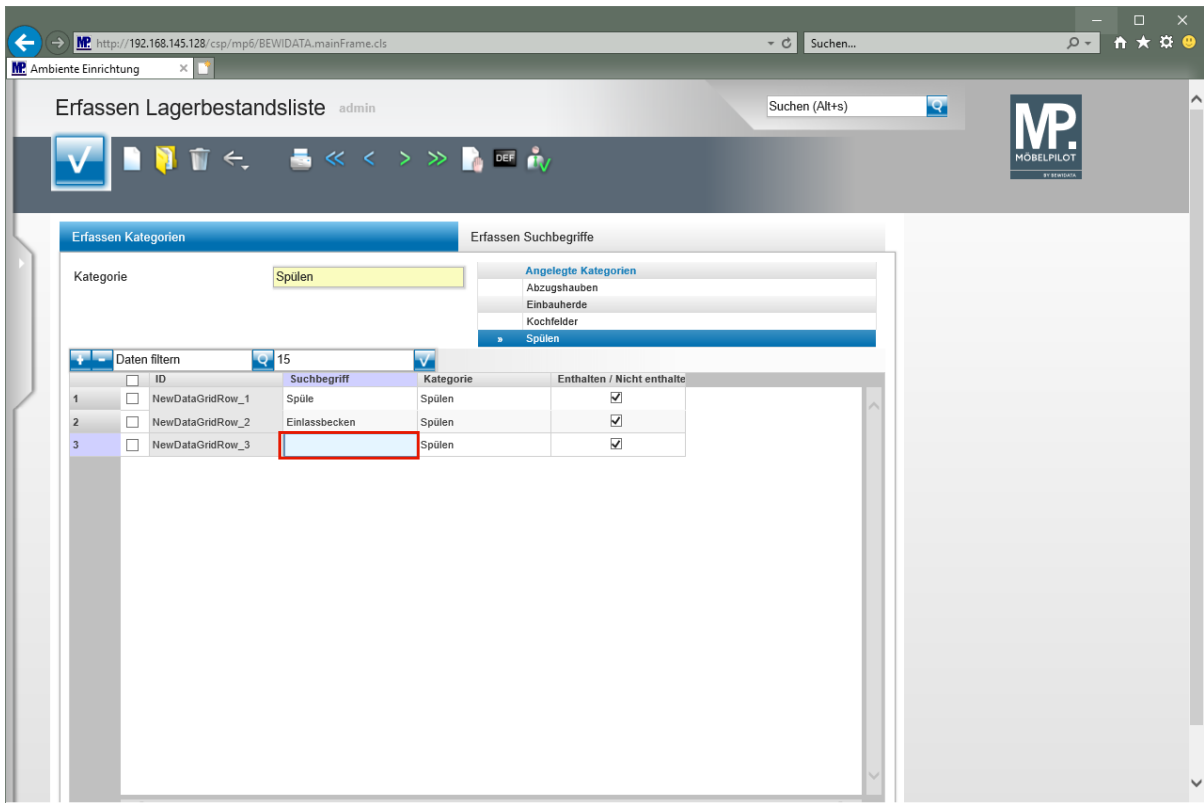 http://192.168.145.128/csp/mp6/BEWIDATA.mainFrame.cls
Suchen...
MP. Ambiente Einrichtung
Erfassen Lagerbestandsliste admin
Suchen (Alt+s)
MP.
MÖBELPILOT
BY BEWIDATA
DEF
Erfassen Kategorien
Erfassen Suchbegriffe
Kategorie
Spülen
Angelegte Kategorien
Abzugshauben
Einbauherde
Kochfelder
» Spülen
Daten filtern
15
ID Suchbegriff Kategorie Enthalten / Nicht enthalte
1 NewDataGridRow_1 Spüle Spülen
2 NewDataGridRow_2 Einlassbecken Spülen
3 NewDataGridRow_3 Spülen